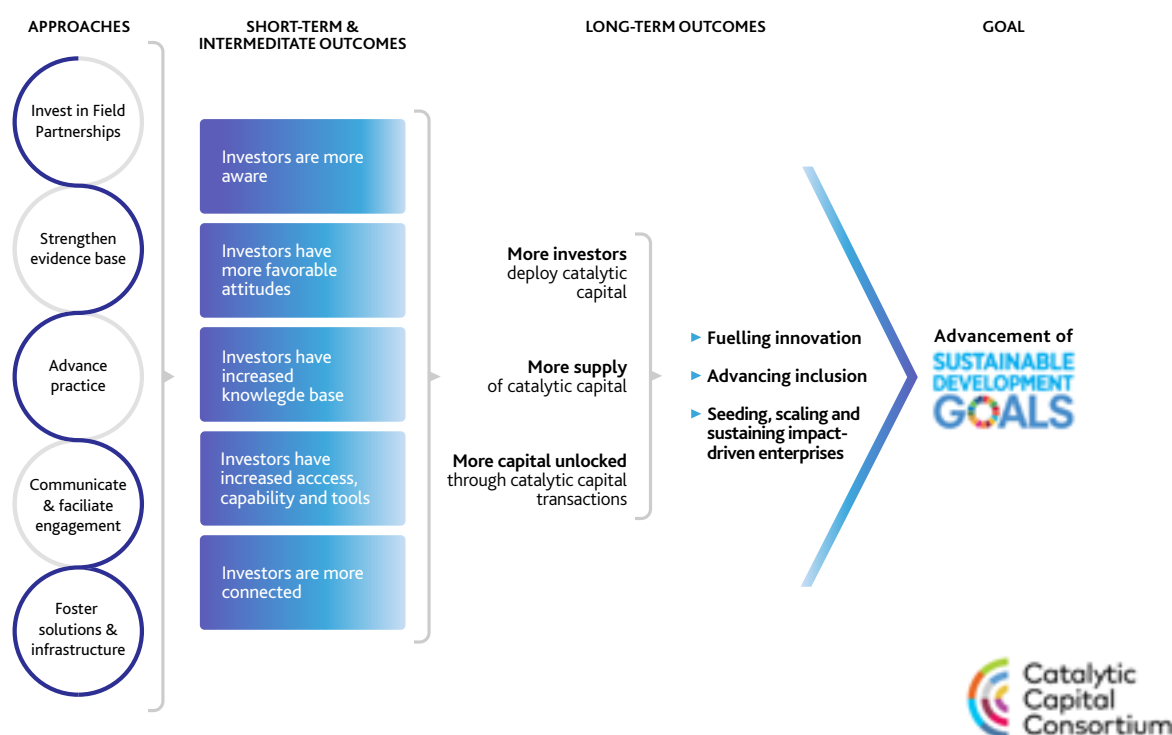 APPROACHES
Invest in Field
Partnerships
Strengthen
evidence base
Advance
practice
Communicate
& faciliate
engagement
Foster
solutions &
infrastructure
SHORT-TERM &
INTERMEDITATE OUTCOMES
Investors are more
aware
Investors have
more favorable
attitudes
Investors have
increased
knowlegde base
Investors have
increased acccess,
capability and tools
Investors are more
connected
LONG-TERM OUTCOMES
More investors
deploy catalytic
capital
More supply
of catalytic capital
More capital unlocked
through catalytic capital
transactions
Fuelling innovation
Advancing inclusion
Seeding, scaling and
sustaining impact-
driven enterprises
GOAL
Advancement of
SUSTAINABLE
DEVELOPMENT
GOALS
Catalytic
Capital
Consortium